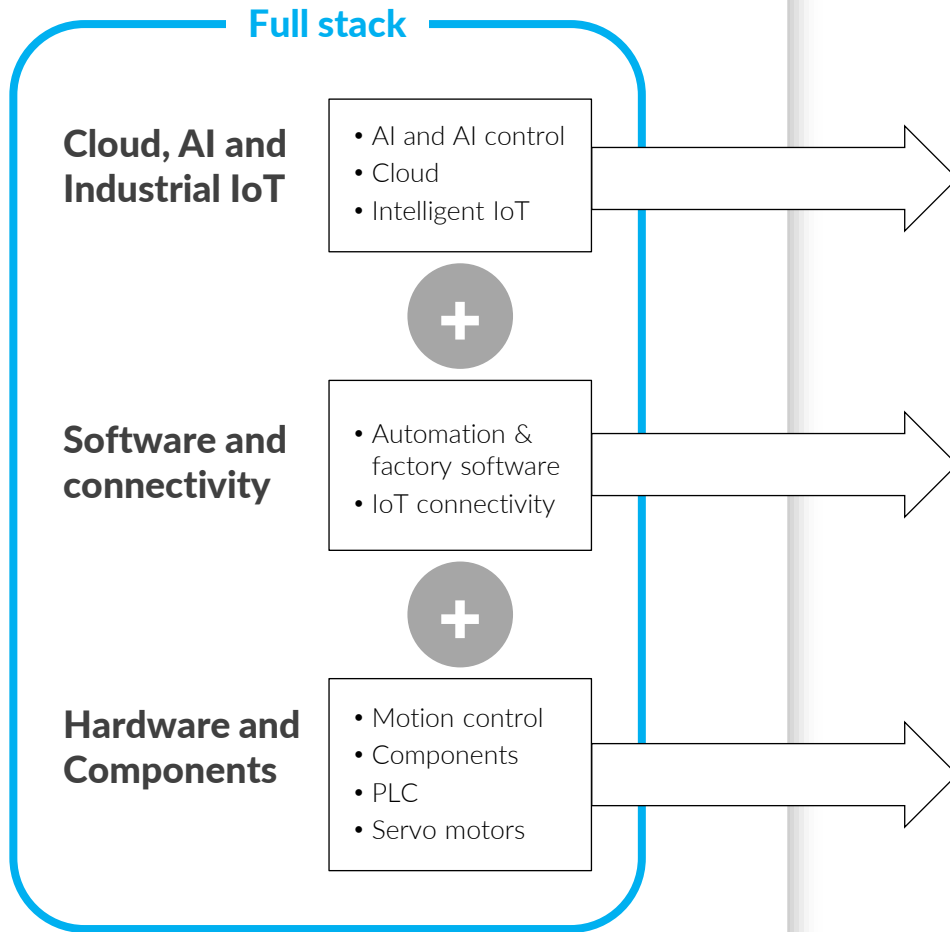 Full stack
Cloud, AI and
Industrial IoT
• AI and AI control
• Cloud
• Intelligent IoT
+
Software and
connectivity
• Automation &
factory software
• IoT connectivity
+
Hardware and
Components
• Motion control
• Components
• PLC
• Servo motors